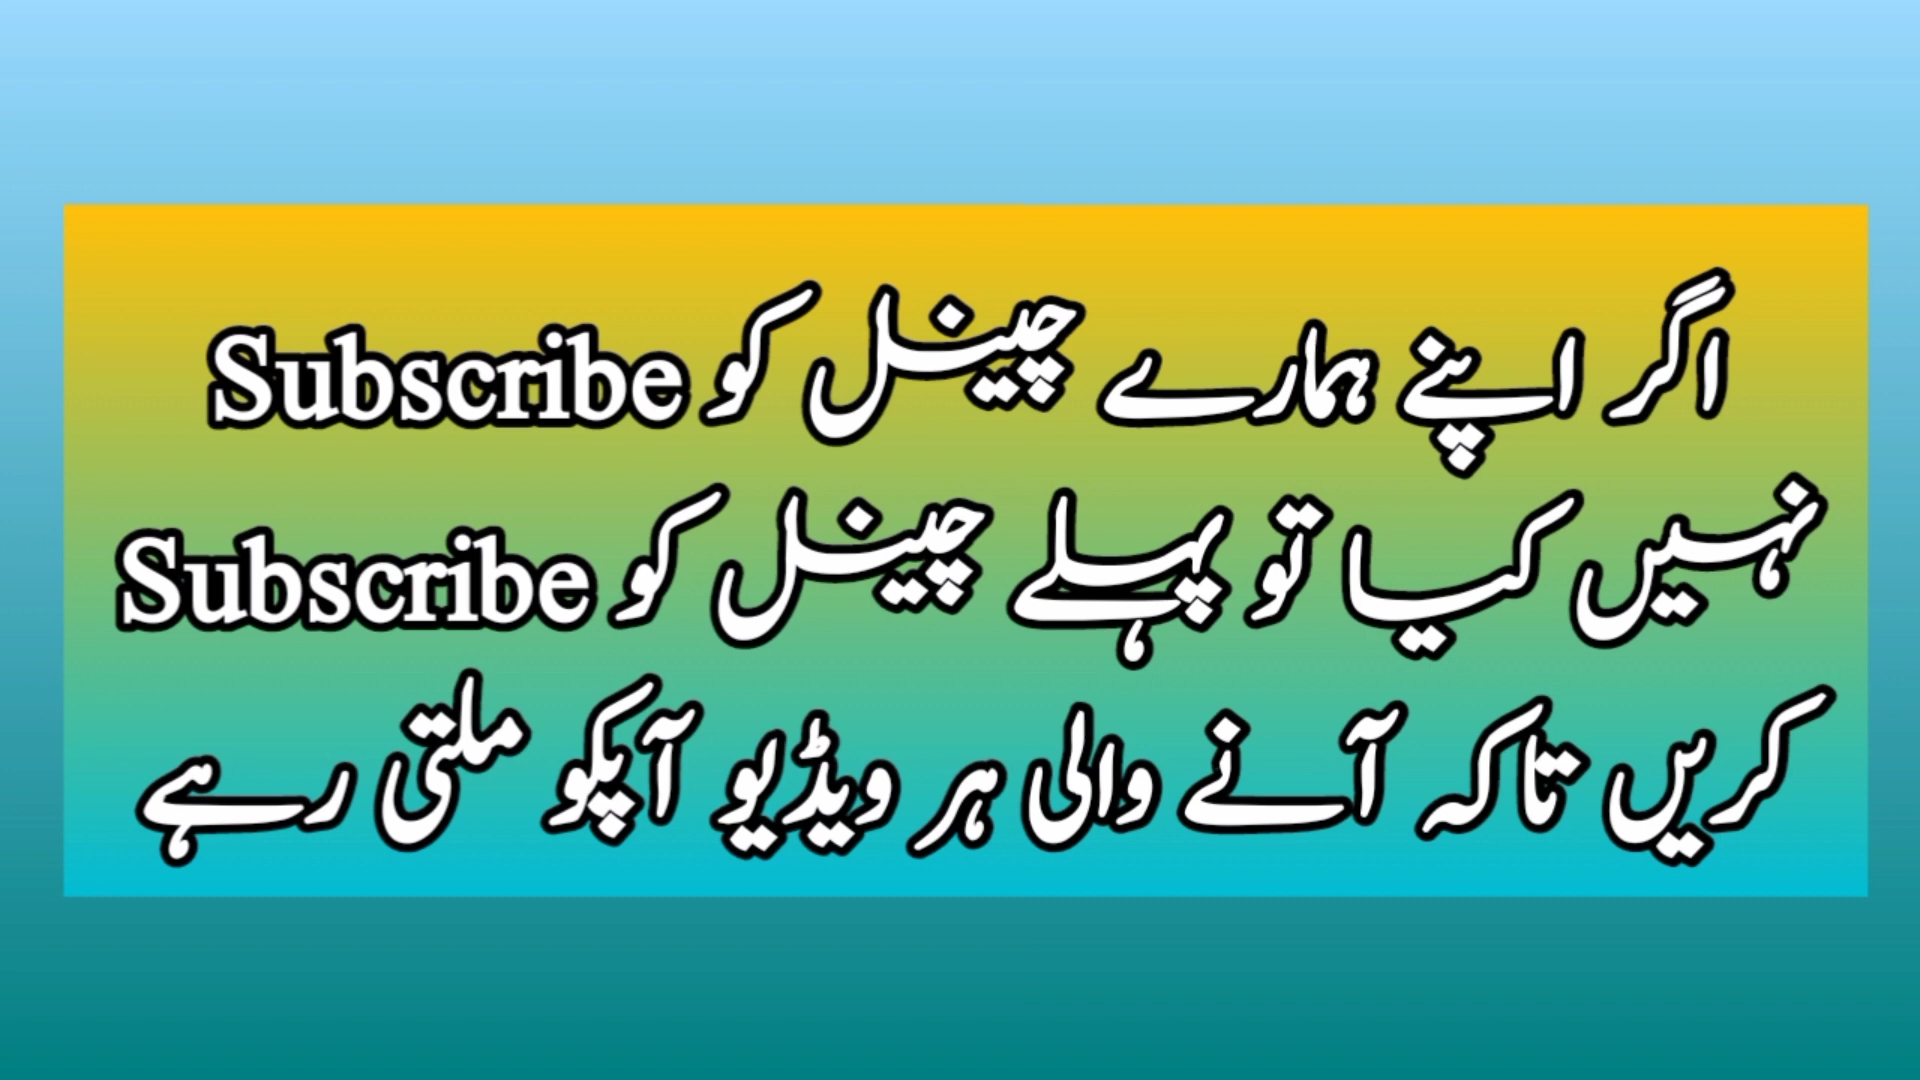 اگر اپنے ہمارے چینل کو Subscribe
نہیں کیا تو پہلے چینل کو Subscribe
کریں تاکہ آنے والی ہر ویڈیو آپکو ملتی رہے